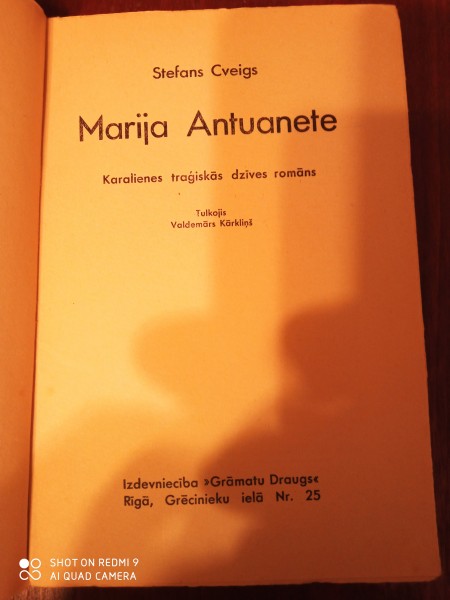 Stefans Cveigs
Marija Antuanete
Karalienes traģiskās dzīves romāns
Tulkojis
Valdemārs Kārkliņš
Izdevniecība »Grāmatu Draugs«
Rīgā, Grēcinieku ielā Nr. 25
SHOT ON REDMI 9
AI QUAD CAMERA